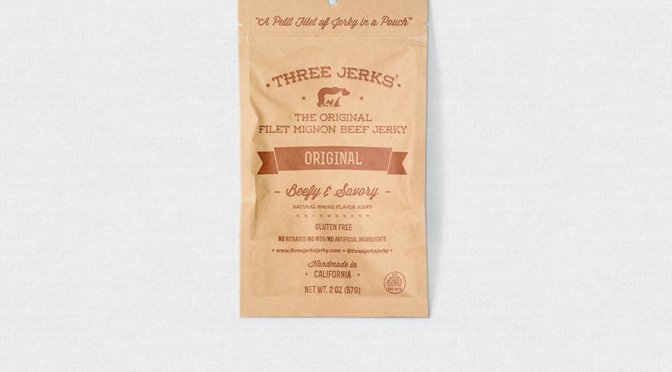 "A Petit Filet of Jerky in a Pouch"
• THREE JERKS® •
THE ORIGINAL
FILET MIGNON BEEF JERKY
ORIGINAL
– Beefy & Savory –
NATURAL SMOKE FLAVOR ADDED
GLUTEN FREE
NO NITRATES/NO MSG/NO ARTIFICIAL INGREDIENTS
• www.threejerksjerky.com • @threejerksjerky •
Handmade in
• CALIFORNIA •
NET WT. 2 OZ (57G)